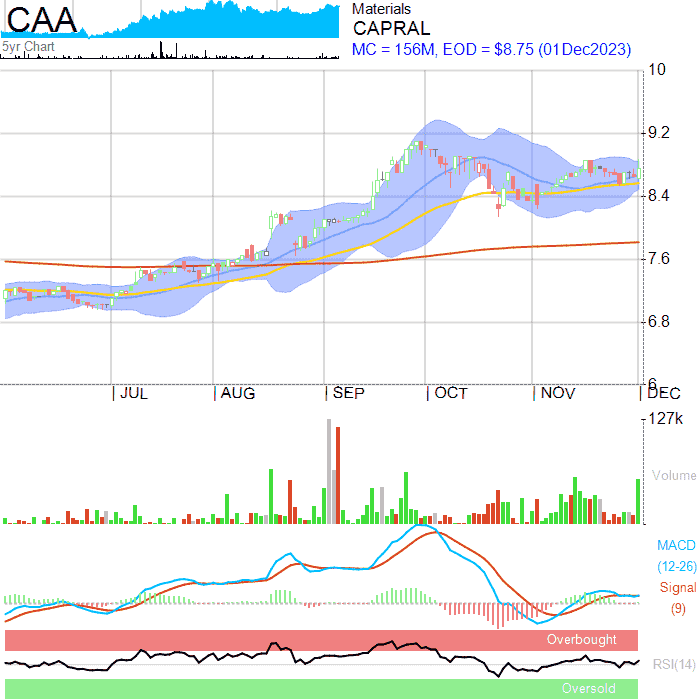 CAA
5yr Chart
Materials
CAPRAL
MC = 156M, EOD = $8.75 (01Dec2023)
10
9.2
8.4
7.6
6.8
6
JUL
AUG
SEP
OCT
NOV
DEC
127k
Volume
MACD
(12-26)
Signal
(9)
Overbought
RSI(14)
Oversold